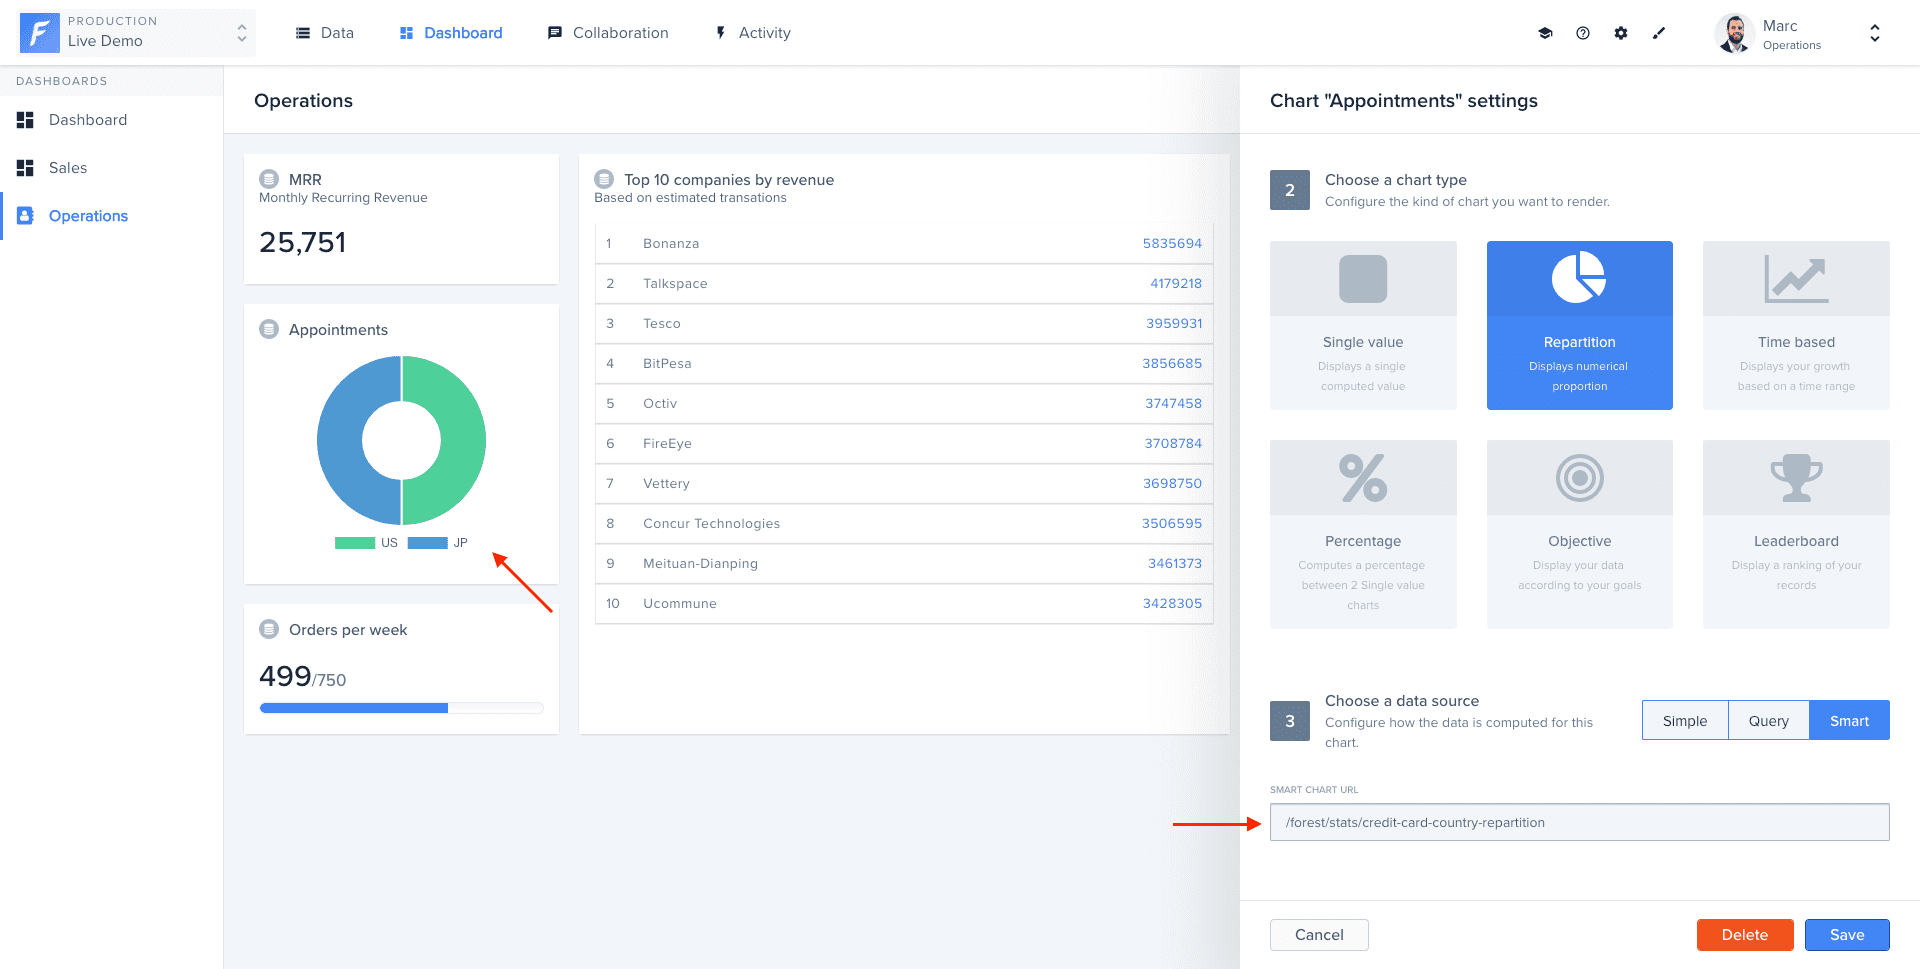 PRODUCTION
Live Demo
Data
Dashboard
Collaboration
Activity
Marc
Operations
DASHBOARDS
Dashboard
Sales
Operations
Operations
MRR
Monthly Recurring Revenue
25,751
Appointments
US
JP
Orders per week
499/750
Top 10 companies by revenue
Based on estimated transations
1 Bonanza 5835694
2 Talkspace 4179218
3 Tesco 3959931
4 BitPesa 3856685
5 Octiv 3747458
6 FireEye 3708784
7 Vettery 3698750
8 Concur Technologies 3506595
9 Meituan-Dianping 3461373
10 Ucommune 3428305
Chart "Appointments" settings
2
Choose a chart type
Configure the kind of chart you want to render.
Single value
Displays a single
computed value
Repartition
Displays numerical
proportion
Time based
Displays your growth
based on a time range
Percentage
Computes a percentage
between 2 Single value
charts
Objective
Display your data
according to your goals
Leaderboard
Display a ranking of your
records
3
Choose a data source
Configure how the data is computed for this
chart.
Simple
Query
Smart
SMART CHART URL
/forest/stats/credit-card-country-repartition
Cancel
Delete
Save